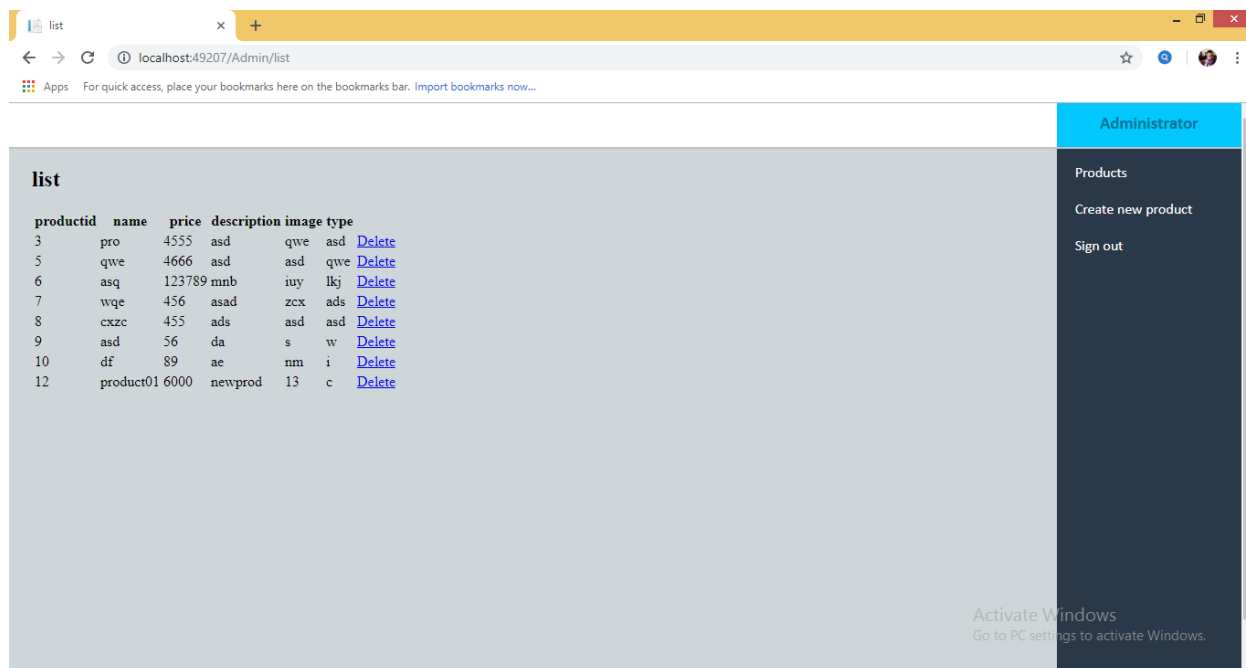 list
localhost:49207/Admin/list
Apps For quick access, place your bookmarks here on the bookmarks bar. Import bookmarks now...
Administrator
Products
Create new product
Sign out
list
productid name price description image type
3 pro 4555 asd qwe asd Delete
5 qwe 4666 asd asd qwe Delete
6 asq 123789 mnb iuy lkj Delete
7 wqe 456 asad zcx ads Delete
8 cxzc 455 ads asd asd Delete
9 asd 56 da s w Delete
10 df 89 ae nm i Delete
12 product01 6000 newprod 13 c Delete
Activate Windows
Go to PC settings to activate Windows.